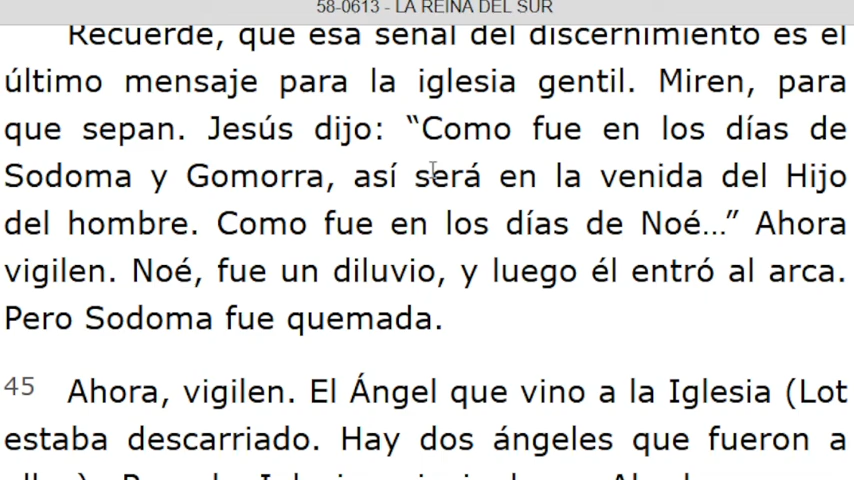 58-0613 - LA REINA DEL SUR
Recuerde, que esa señal del discernimiento es el
último mensaje para la iglesia gentil. Miren, para
que sepan. Jesús dijo: “Como fue en los días de
Sodoma y Gomorra, así será en la venida del Hijo
del hombre. Como fue en los días de Noé…” Ahora
vigilen. Noé, fue un diluvio, y luego él entró al arca.
Pero Sodoma fue quemada.
45 Ahora, vigilen. El Ángel que vino a la Iglesia (Lot
estaba descarriado. Hay dos ángeles que fueron a